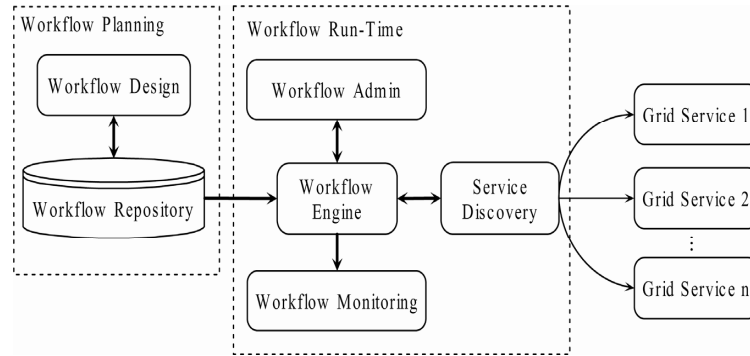 Workflow Planning
Workflow Design
Workflow Repository
Workflow Run-Time
Workflow Admin
Workflow
Engine
Workflow Monitoring
Service
Discovery
Grid Service 1
Grid Service 2
...
Grid Service n